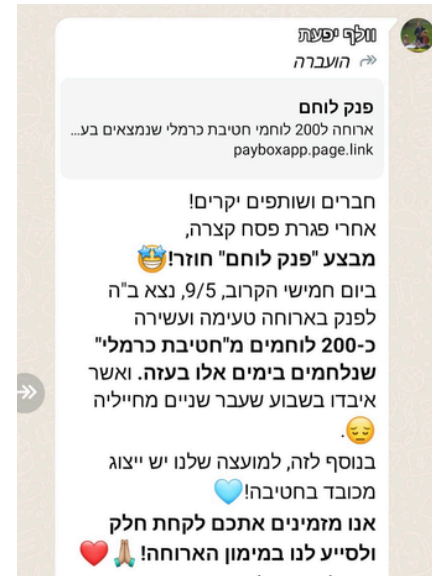 וולף יפעת
הועברה
פנק לוחם
ארוחה ל200 לוחמי חטיבת כרמלי שנמצאים בע...
payboxapp.page.link
חברים ושותפים יקרים!
אחרי פגרת פסח קצרה,
מבצע "פנק לוחם" חוזר!🤩
ביום חמישי הקרוב, 9/5, נצא ב"ה
לפנק בארוחה טעימה ועשירה
כ-200 לוחמים מ"חטיבת כרמלי"
שנלחמים בימים אלו בעזה. ואשר
איבדו בשבוע שעבר שניים מחייליה
😔.
בנוסף לזה, למועצה שלנו יש ייצוג
מכובד בחטיבה!🩵
אנו מזמינים אתכם לקחת חלק
ולסייע לנו במימון הארוחה!🙏🏽❤️